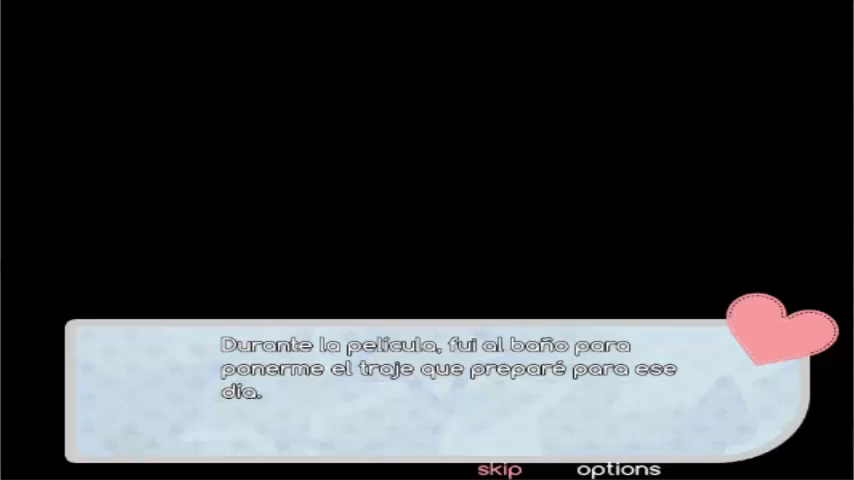 Durante la película, fui al baño para
ponerme el traje que preparé para ese
día.
skip options